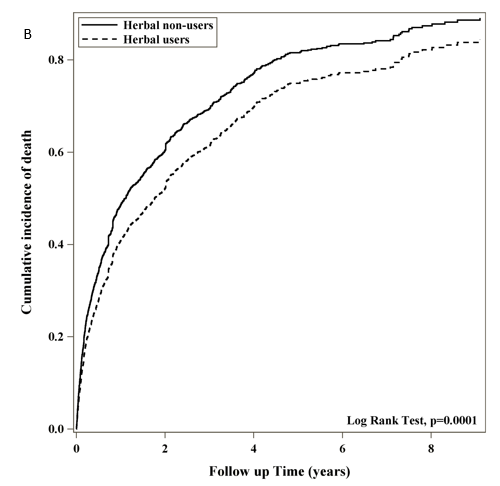 B
Herbal non-users
Herbal users
Cumulative incidence of death
0.8
0.6
0.4
0.2
0.0
Log Rank Test, p=0.0001
0 2 4 6 8
Follow up Time (years)